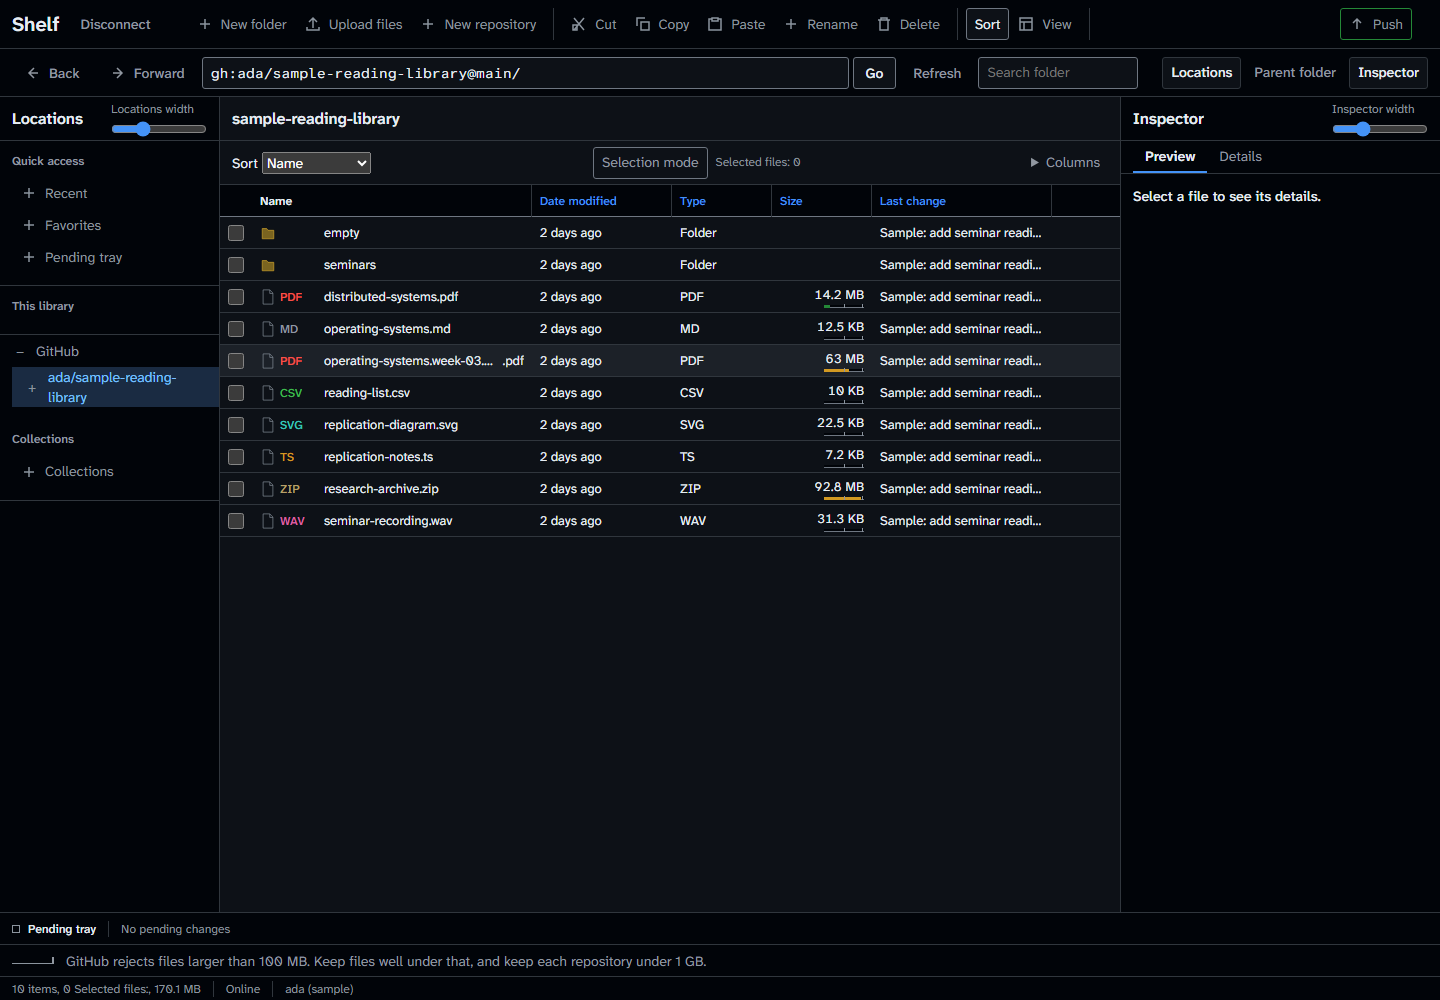 Shelf Disconnect New folder Upload files New repository Cut Copy Paste Rename Delete Sort View Push
Back Forward gh:ada/sample-reading-library@main/ Go Refresh Search folder Locations Parent folder Inspector
Locations Locations width
Quick access
Recent
Favorites
Pending tray
This library
GitHub
ada/sample-reading-
library
Collections
Collections
sample-reading-library
Sort Name Selection mode Selected files: 0 Columns
Name Date modified Type Size Last change
empty 2 days ago Folder Sample: add seminar readi...
seminars 2 days ago Folder Sample: add seminar readi...
PDF distributed-systems.pdf 2 days ago PDF 14.2 MB Sample: add seminar readi...
MD operating-systems.md 2 days ago MD 12.5 KB Sample: add seminar readi...
PDF operating-systems.week-03.... .pdf 2 days ago PDF 63 MB Sample: add seminar readi...
CSV reading-list.csv 2 days ago CSV 10 KB Sample: add seminar readi...
SVG replication-diagram.svg 2 days ago SVG 22.5 KB Sample: add seminar readi...
TS replication-notes.ts 2 days ago TS 7.2 KB Sample: add seminar readi...
ZIP research-archive.zip 2 days ago ZIP 92.8 MB Sample: add seminar readi...
WAV seminar-recording.wav 2 days ago WAV 31.3 KB Sample: add seminar readi...
Inspector Inspector width
Preview Details
Select a file to see its details.
Pending tray No pending changes
GitHub rejects files larger than 100 MB. Keep files well under that, and keep each repository under 1 GB.
10 items, 0 Selected files:, 170.1 MB Online ada (sample)